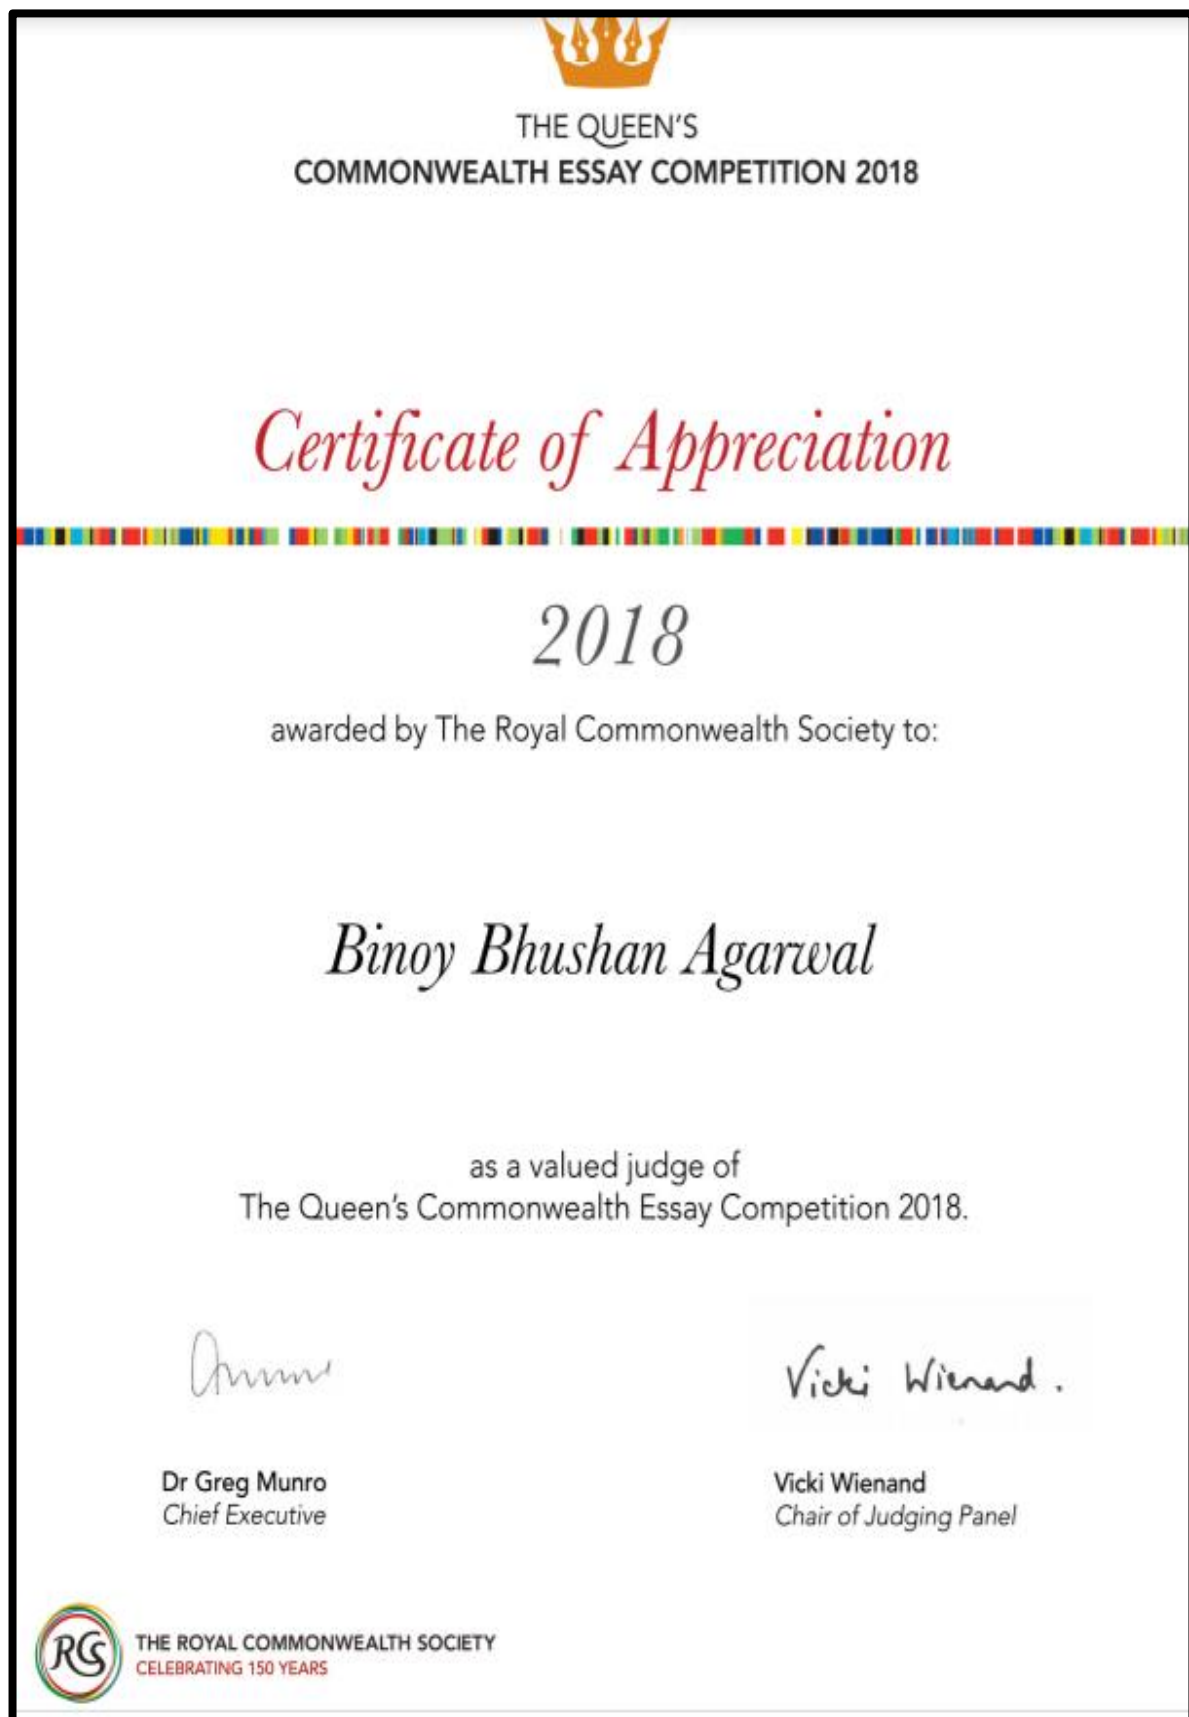 THE QUEEN'S
COMMONWEALTH ESSAY COMPETITION 2018
Certificate of Appreciation
2018
awarded by The Royal Commonwealth Society to:
Binoy Bhushan Agarwal
as a valued judge of
The Queen's Commonwealth Essay Competition 2018.
Vicki Wienand.
Dr Greg Munro
Chief Executive
Vicki Wienand
Chair of Judging Panel
RCS
THE ROYAL COMMONWEALTH SOCIETY
CELEBRATING 150 YEARS